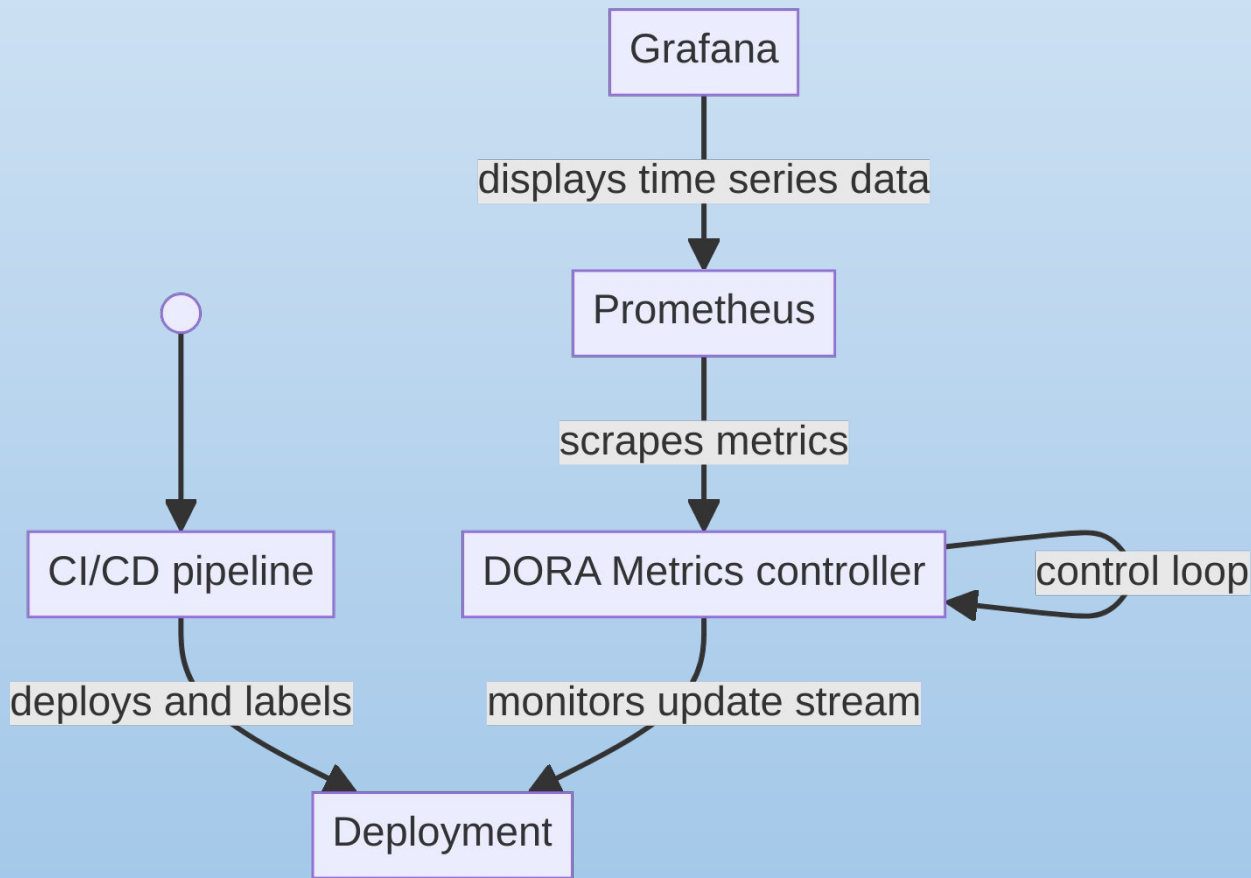 Grafana
displays time series data
Prometheus
scrapes metrics
CI/CD pipeline
DORA Metrics controller
control loop
deploys and labels
monitors update stream
Deployment